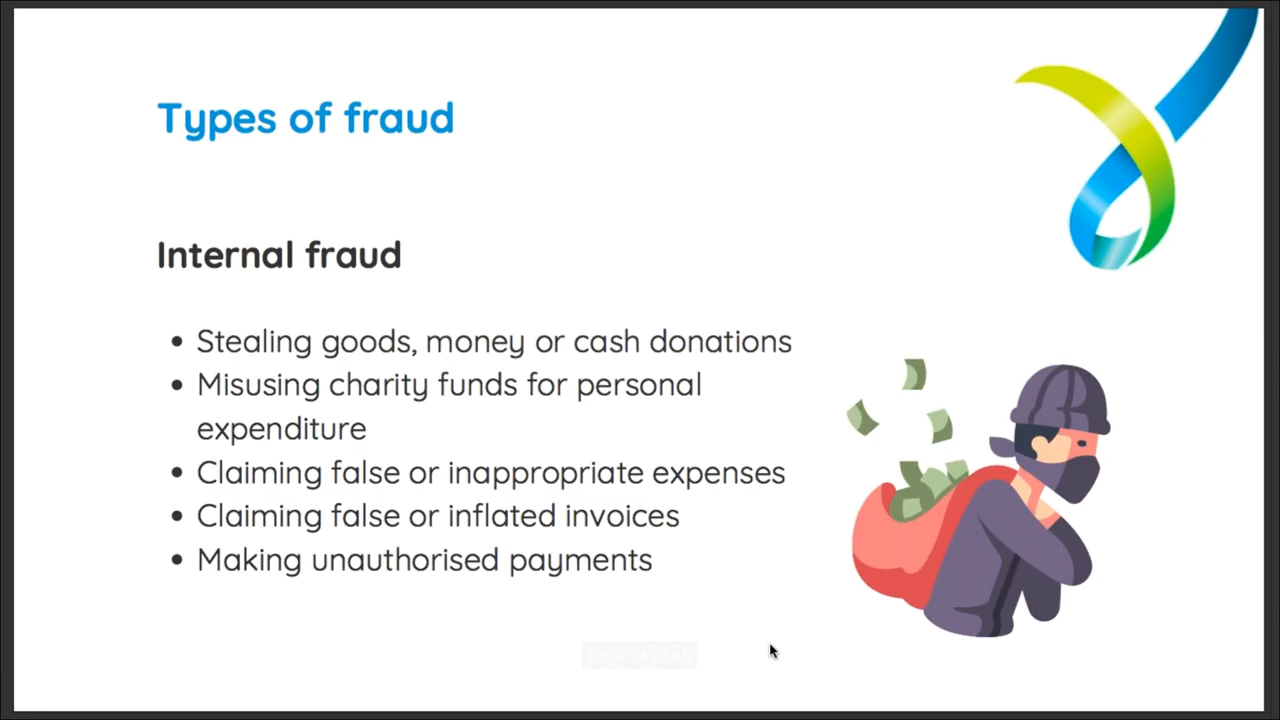 Types of fraud
Internal fraud
• Stealing goods, money or cash donations
• Misusing charity funds for personal
expenditure
• Claiming false or inappropriate expenses
• Claiming false or inflated invoices
• Making unauthorised payments